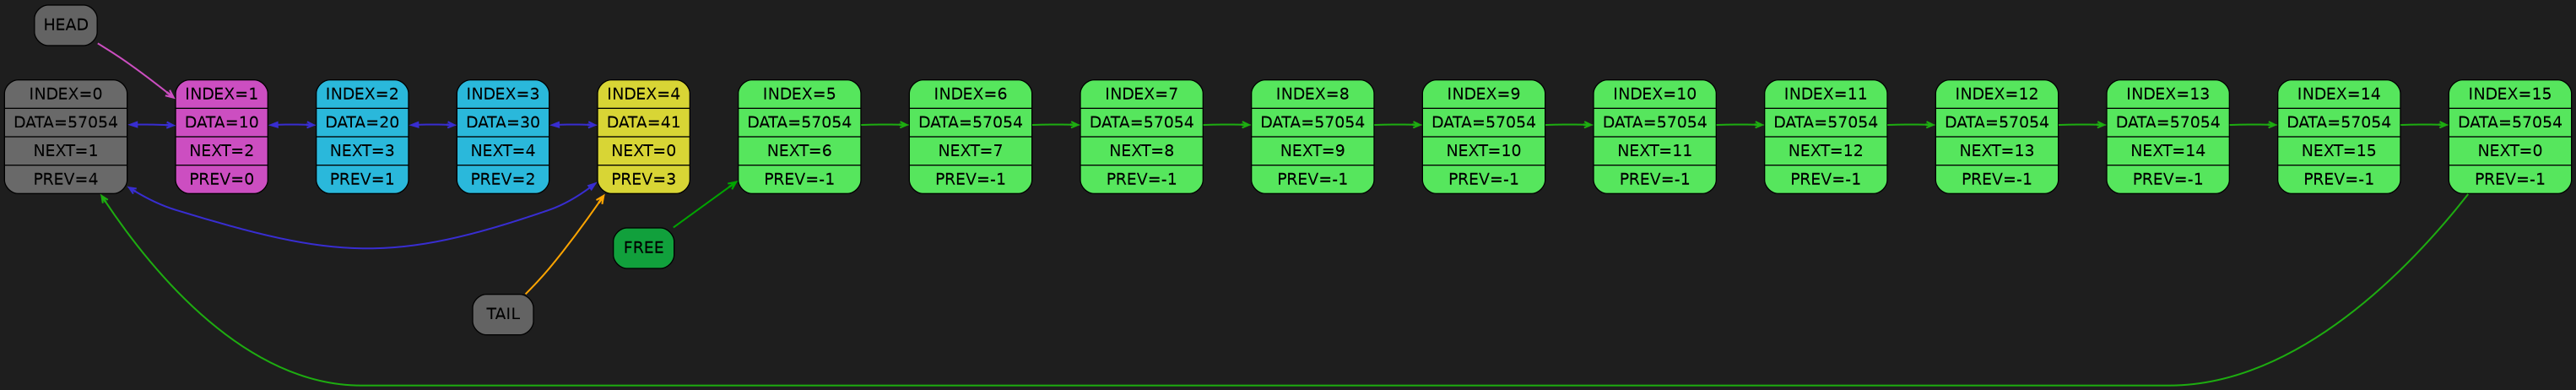 HEAD
INDEX=0
DATA=57054
NEXT=1
PREV=4
INDEX=1
DATA=10
NEXT=2
PREV=0
INDEX=2
DATA=20
NEXT=3
PREV=1
INDEX=3
DATA=30
NEXT=4
PREV=2
INDEX=4
DATA=41
NEXT=0
PREV=3
INDEX=5
DATA=57054
NEXT=6
PREV=-1
INDEX=6
DATA=57054
NEXT=7
PREV=-1
INDEX=7
DATA=57054
NEXT=8
PREV=-1
INDEX=8
DATA=57054
NEXT=9
PREV=-1
INDEX=9
DATA=57054
NEXT=10
PREV=-1
INDEX=10
DATA=57054
NEXT=11
PREV=-1
INDEX=11
DATA=57054
NEXT=12
PREV=-1
INDEX=12
DATA=57054
NEXT=13
PREV=-1
INDEX=13
DATA=57054
NEXT=14
PREV=-1
INDEX=14
DATA=57054
NEXT=15
PREV=-1
INDEX=15
DATA=57054
NEXT=0
PREV=-1
FREE
TAIL